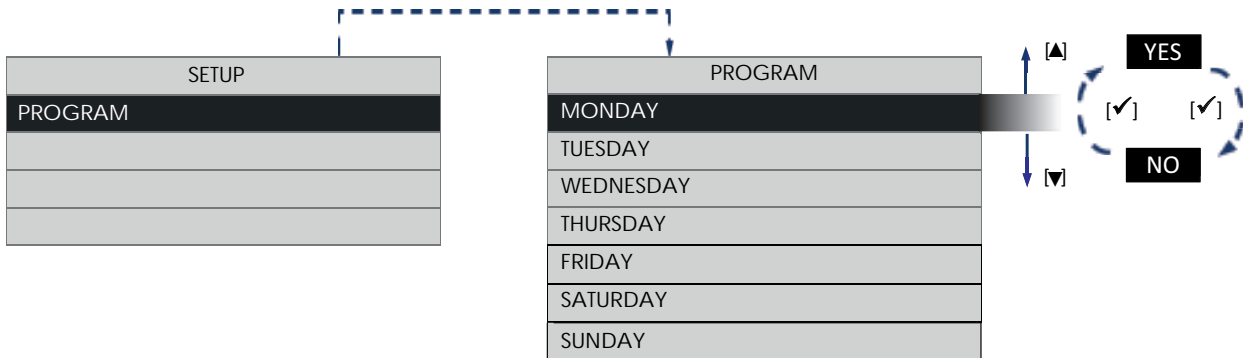 SETUP
PROGRAM
PROGRAM
MONDAY
TUESDAY
WEDNESDAY
THURSDAY
FRIDAY
SATURDAY
SUNDAY
[▲]
YES
[✔] [✔]
[▼]
NO